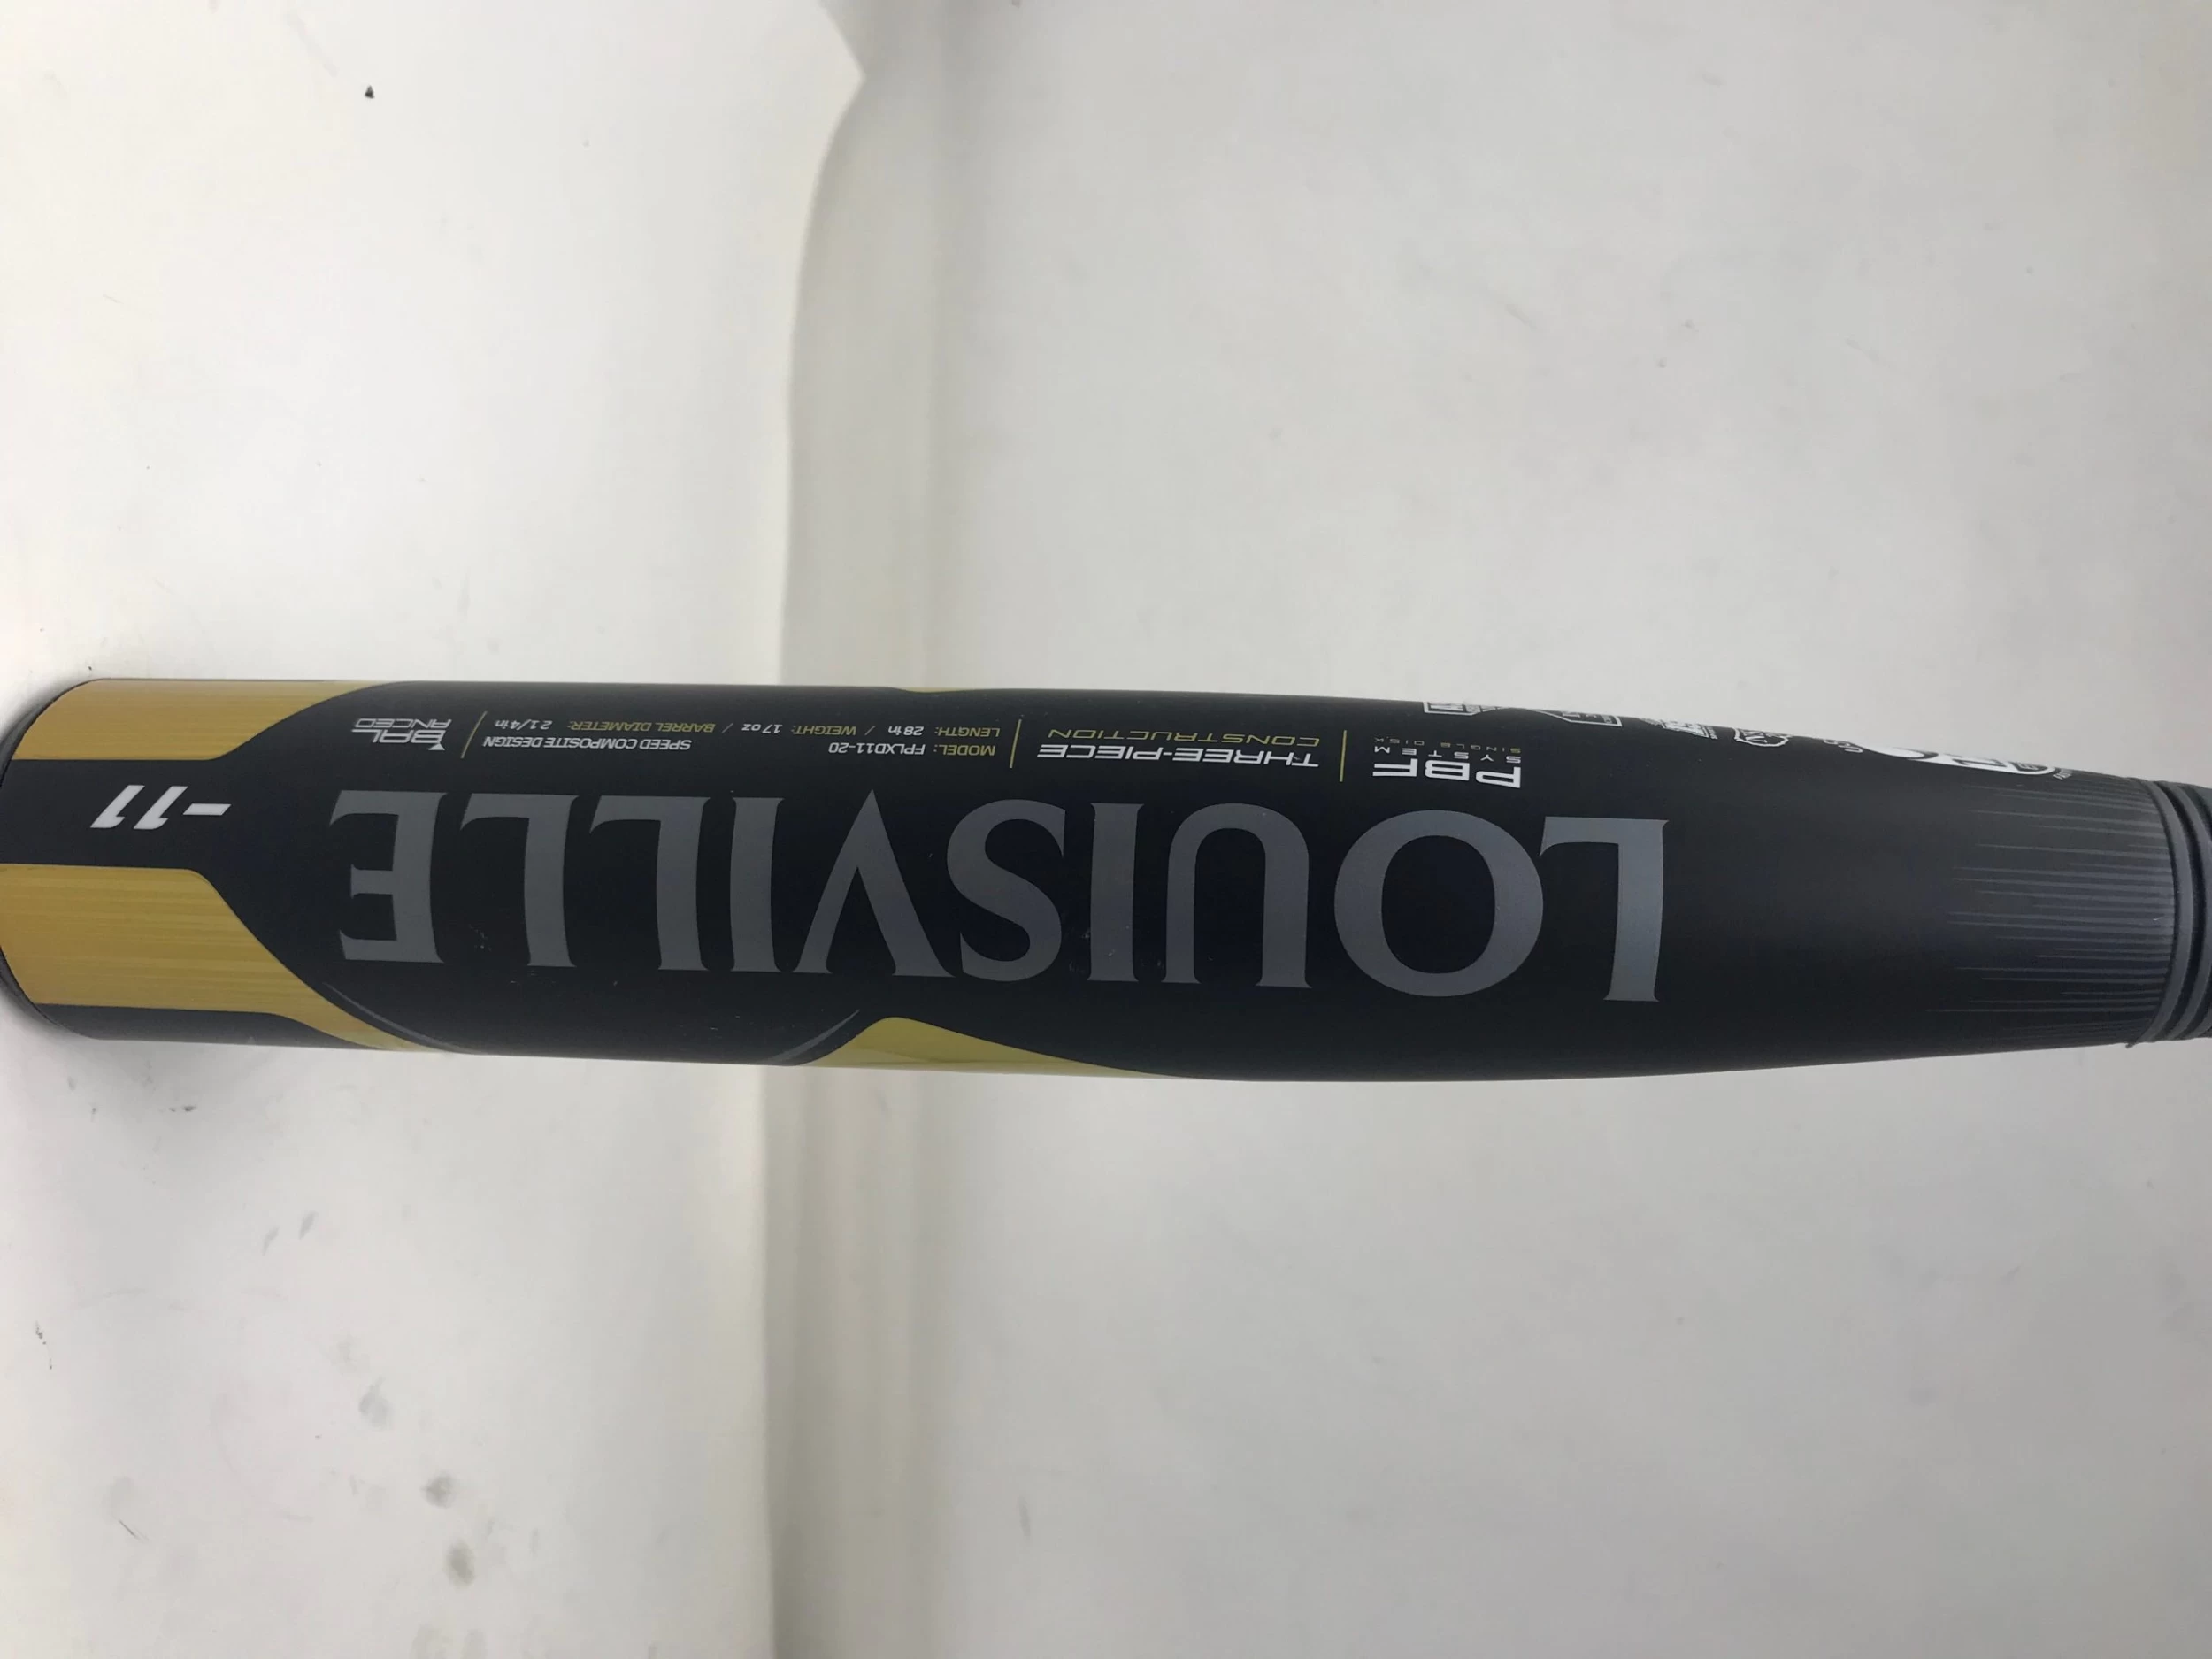 LOUISVILLE
-11
PBF
SYSTEM
SINGLE DISK
THREE-PIECE
CONSTRUCTION
MODEL: FPLXD11-20
LENGTH: 28 in / WEIGHT: 17 oz / BARREL DIAMETER: 2 1/4 in
SPEED COMPOSITE DESIGN
BAL
ANCED